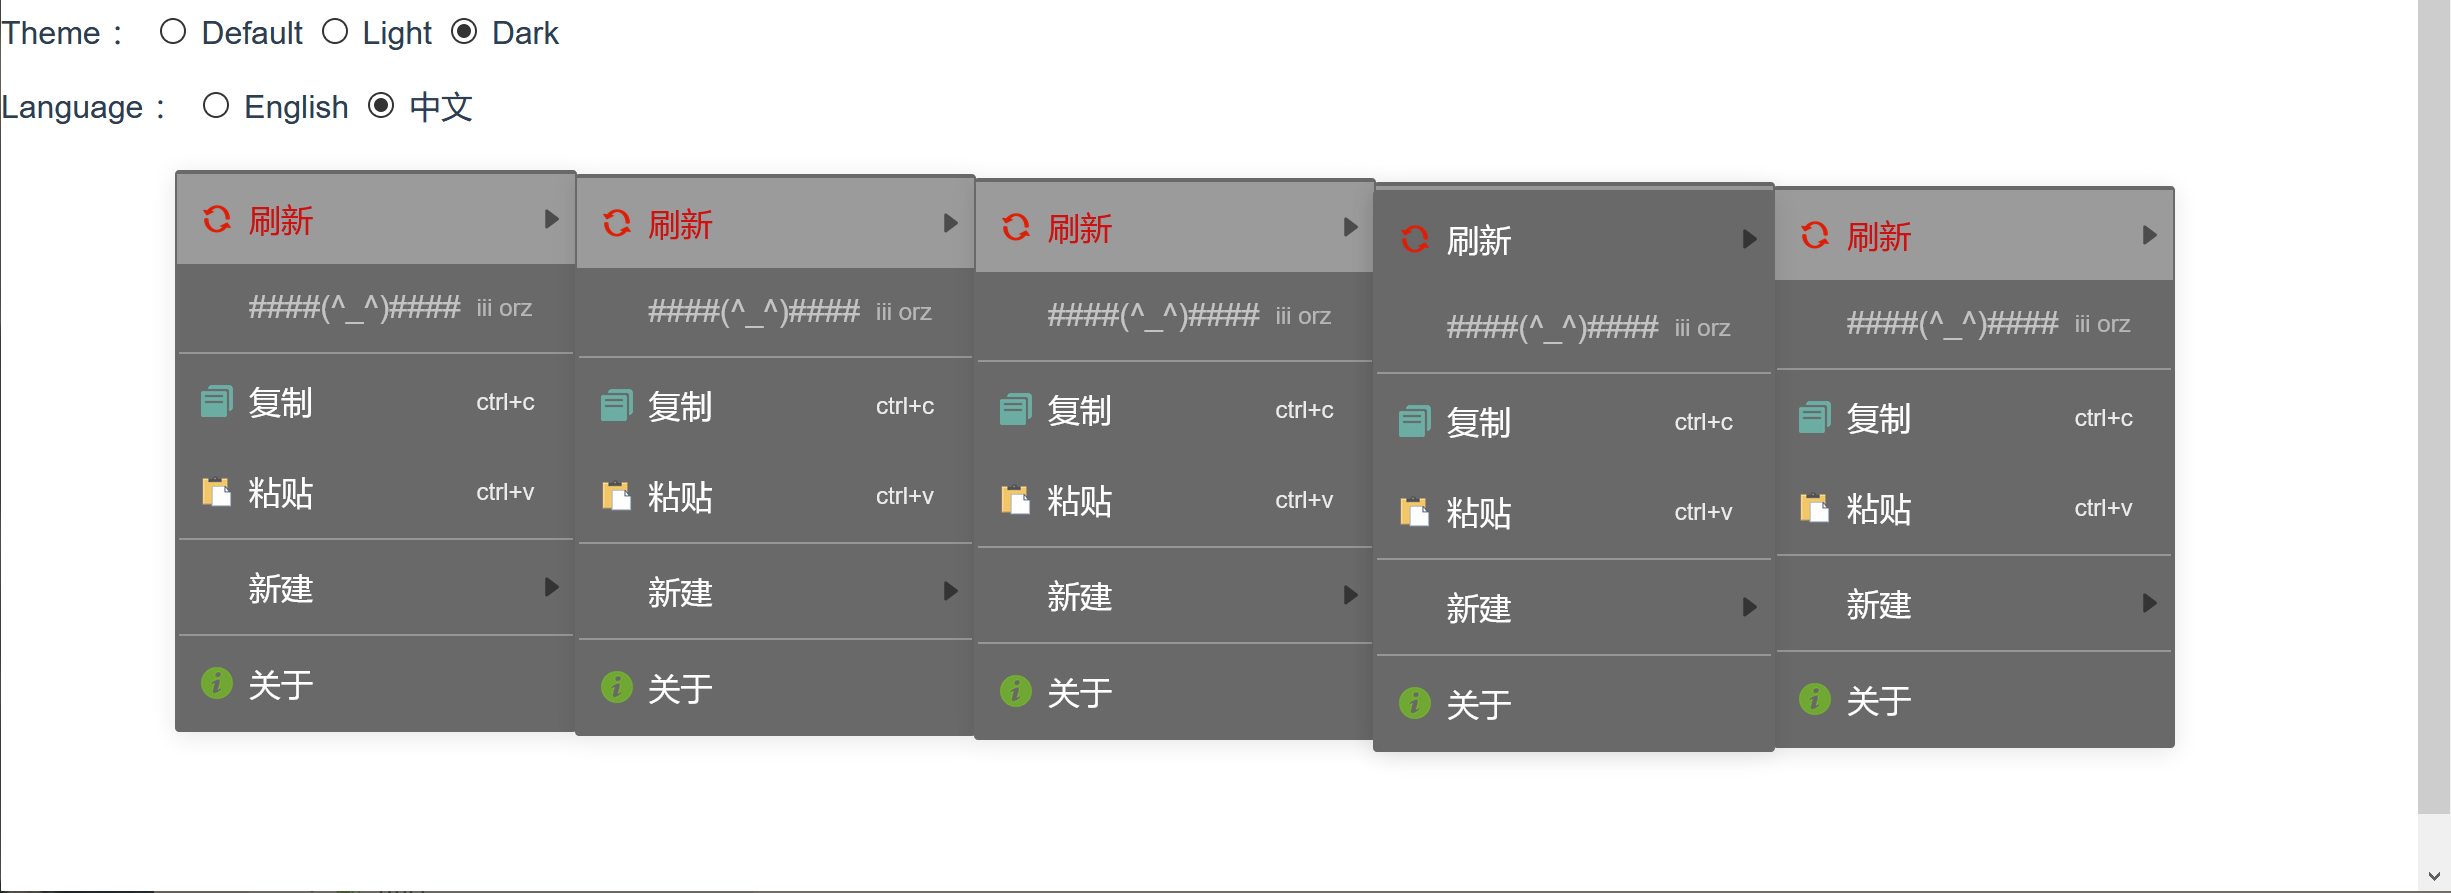 Theme： Default Light Dark
Language： English 中文
刷新
####(^_^)#### iii orz
复制 ctrl+c
粘贴 ctrl+v
新建
关于
刷新
####(^_^)#### iii orz
复制 ctrl+c
粘贴 ctrl+v
新建
关于
刷新
####(^_^)#### iii orz
复制 ctrl+c
粘贴 ctrl+v
新建
关于
刷新
####(^_^)#### iii orz
复制 ctrl+c
粘贴 ctrl+v
新建
关于
刷新
####(^_^)#### iii orz
复制 ctrl+c
粘贴 ctrl+v
新建
关于